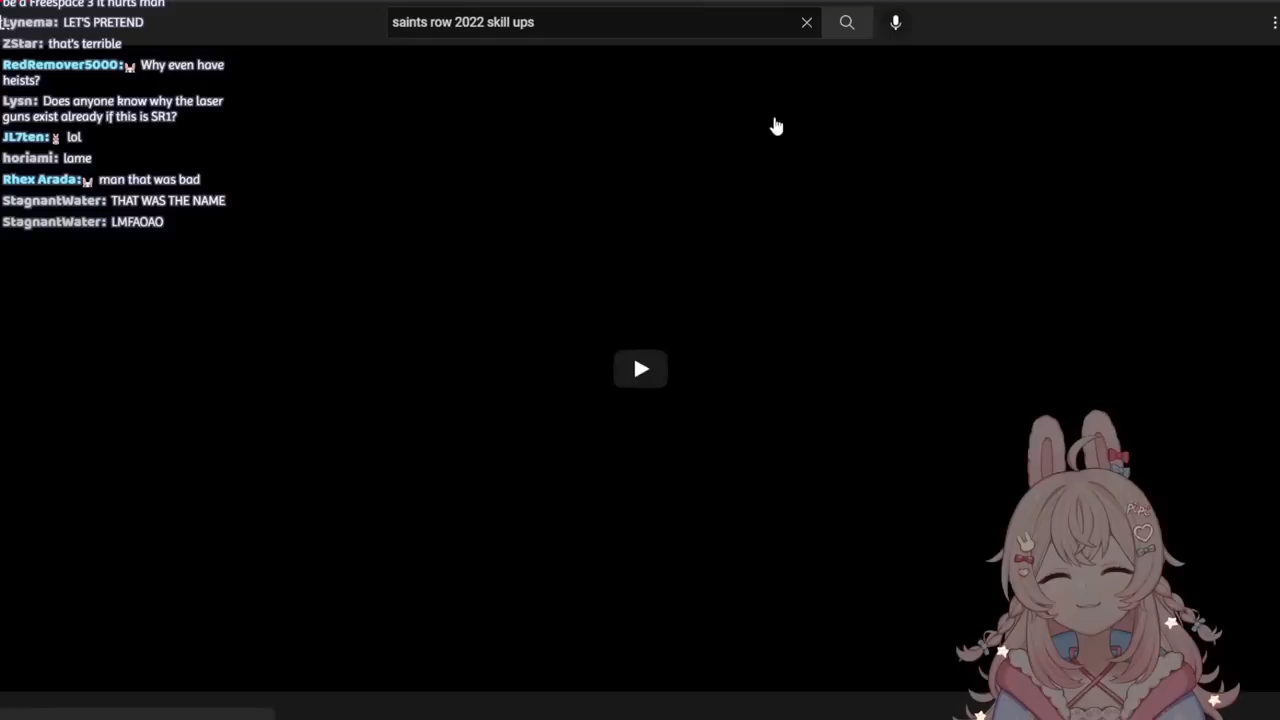 be a Freespace 3 it hurts man
Lynema: LET'S PRETEND
saints row 2022 skill ups
ZStar: that's terrible
RedRemover5000: Why even have
heists?
Lysn: Does anyone know why the laser
guns exist already if this is SR1?
JL7ten: lol
horiami: lame
Rhex Arada: man that was bad
StagnantWater: THAT WAS THE NAME
StagnantWater: LMFAOAO
PiPi